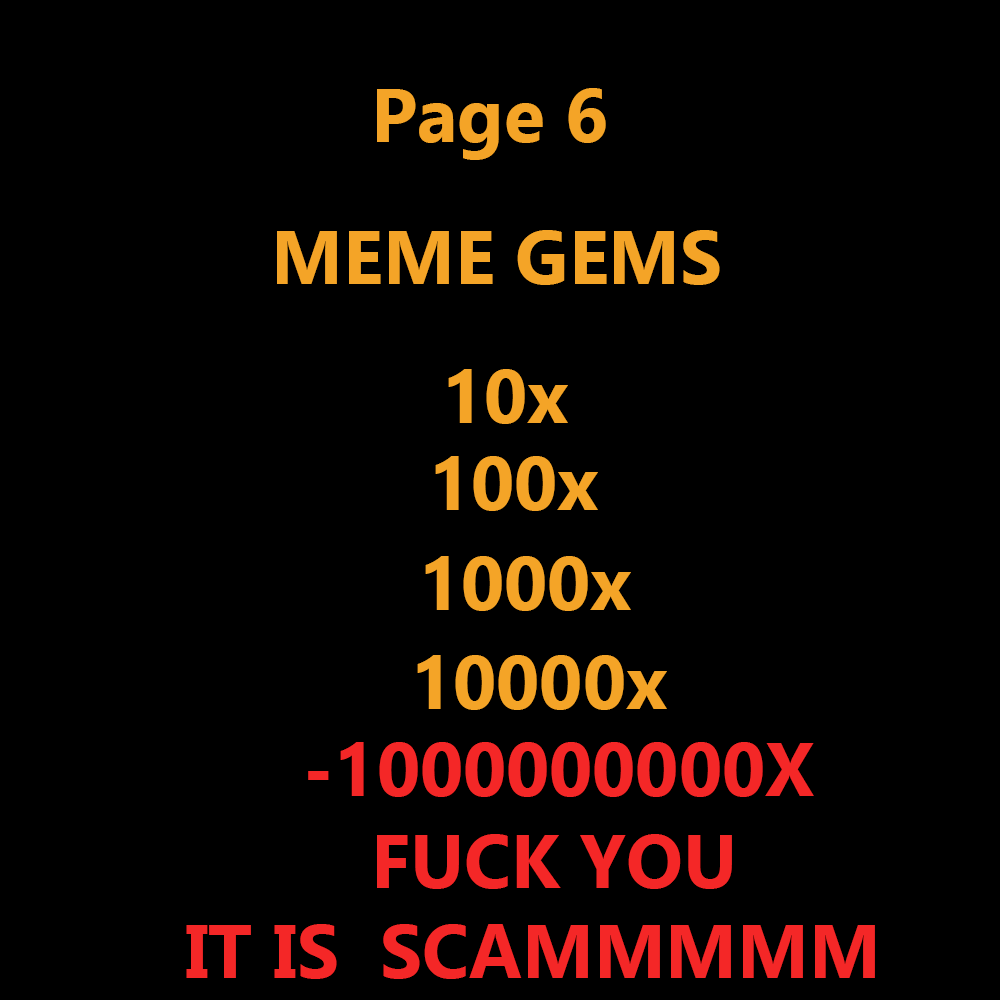 Page 6
MEME GEMS
10x
100x
1000x
10000x
-1000000000X
FUCK YOU
IT IS  SCAMMMMM